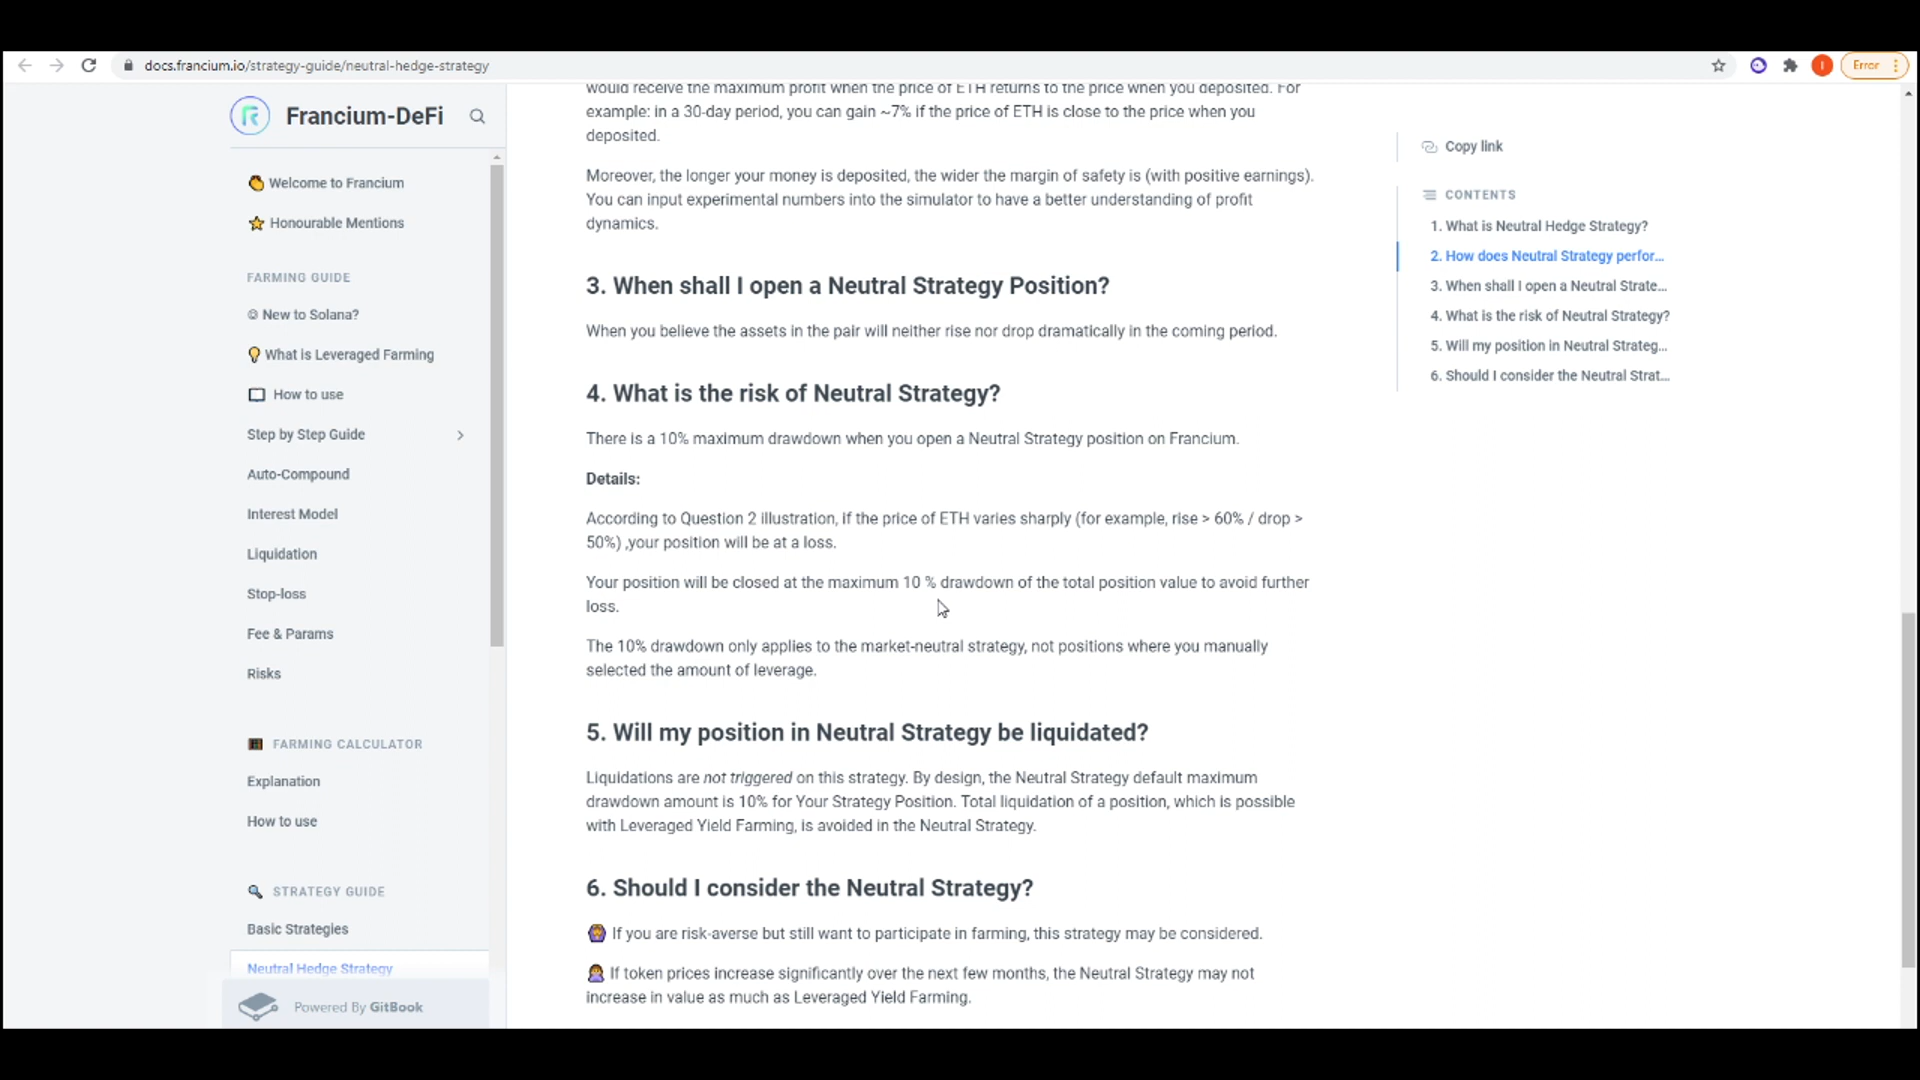 docs.francium.io/strategy-guide/neutral-hedge-strategy
I
Error
Francium-DeFi
Welcome to Francium
Honourable Mentions
FARMING GUIDE
New to Solana?
What is Leveraged Farming
How to use
Step by Step Guide
Auto-Compound
Interest Model
Liquidation
Stop-loss
Fee & Params
Risks
FARMING CALCULATOR
Explanation
How to use
STRATEGY GUIDE
Basic Strategies
Neutral Hedge Strategy
Powered By GitBook
would receive the maximum profit when the price of ETH returns to the price when you deposited. For
example: in a 30-day period, you can gain ~7% if the price of ETH is close to the price when you
deposited.
Moreover, the longer your money is deposited, the wider the margin of safety is (with positive earnings).
You can input experimental numbers into the simulator to have a better understanding of profit
dynamics.
3. When shall I open a Neutral Strategy Position?
When you believe the assets in the pair will neither rise nor drop dramatically in the coming period.
4. What is the risk of Neutral Strategy?
There is a 10% maximum drawdown when you open a Neutral Strategy position on Francium.
Details:
According to Question 2 illustration, if the price of ETH varies sharply (for example, rise > 60% / drop >
50%) ,your position will be at a loss.
Your position will be closed at the maximum 10 % drawdown of the total position value to avoid further
loss.
The 10% drawdown only applies to the market-neutral strategy, not positions where you manually
selected the amount of leverage.
5. Will my position in Neutral Strategy be liquidated?
Liquidations are not triggered on this strategy. By design, the Neutral Strategy default maximum
drawdown amount is 10% for Your Strategy Position. Total liquidation of a position, which is possible
with Leveraged Yield Farming, is avoided in the Neutral Strategy.
6. Should I consider the Neutral Strategy?
If you are risk-averse but still want to participate in farming, this strategy may be considered.
If token prices increase significantly over the next few months, the Neutral Strategy may not
increase in value as much as Leveraged Yield Farming.
Copy link
CONTENTS
1. What is Neutral Hedge Strategy?
2. How does Neutral Strategy perfor...
3. When shall I open a Neutral Strate...
4. What is the risk of Neutral Strategy?
5. Will my position in Neutral Strateg...
6. Should I consider the Neutral Strat...